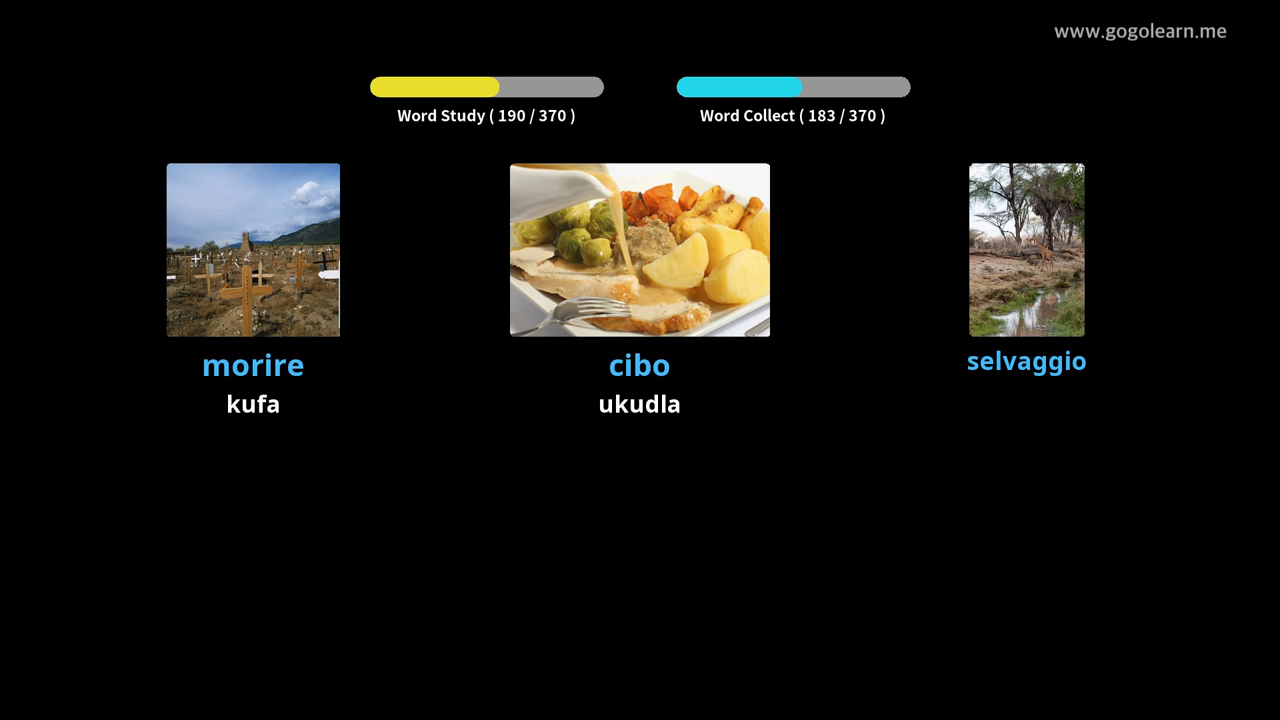 www.gogolearn.me
Word Study ( 190 / 370 )
Word Collect ( 183 / 370 )
morire
kufa
cibo
ukudla
selvaggio